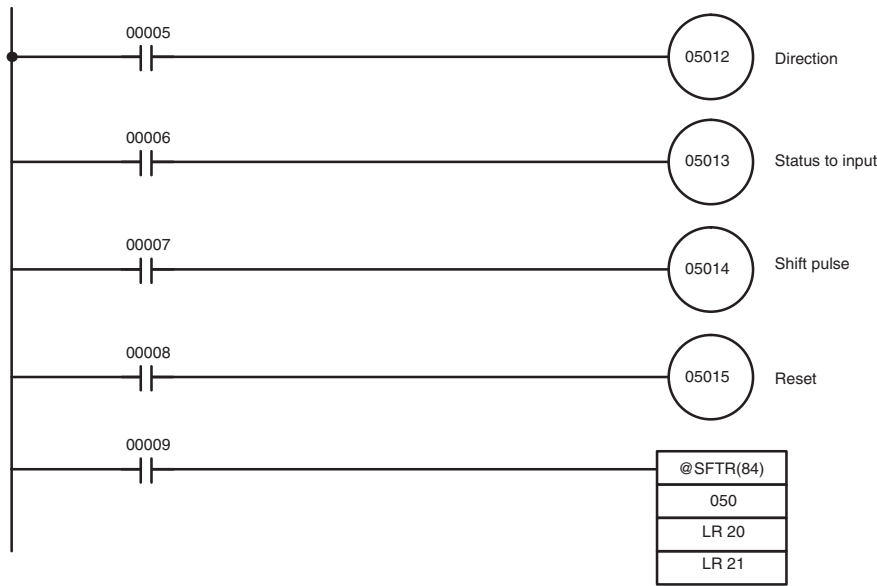 00005
05012 Direction
00006
05013 Status to input
00007
05014 Shift pulse
00008
05015 Reset
00009
@SFTR(84)
050
LR 20
LR 21